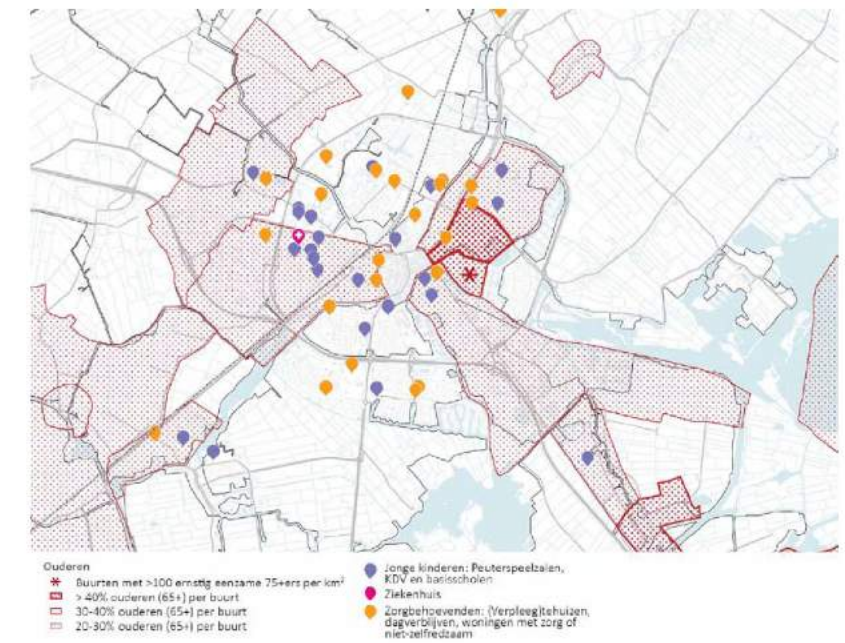 Ouderen
Buurten met >100 ernstig eenzame 75+ers per km²
> 40% ouderen (65+) per buurt
30-40% ouderen (65+) per buurt
20-30% ouderen (65+) per buurt
Jonge kinderen: Peuterspeelzalen,
KDV en basisscholen
Ziekenhuis
Zorgbehoevenden: (Verpleeg)tehuizen,
dagverblijven, woningen met zorg of
niet-zelfredzaam